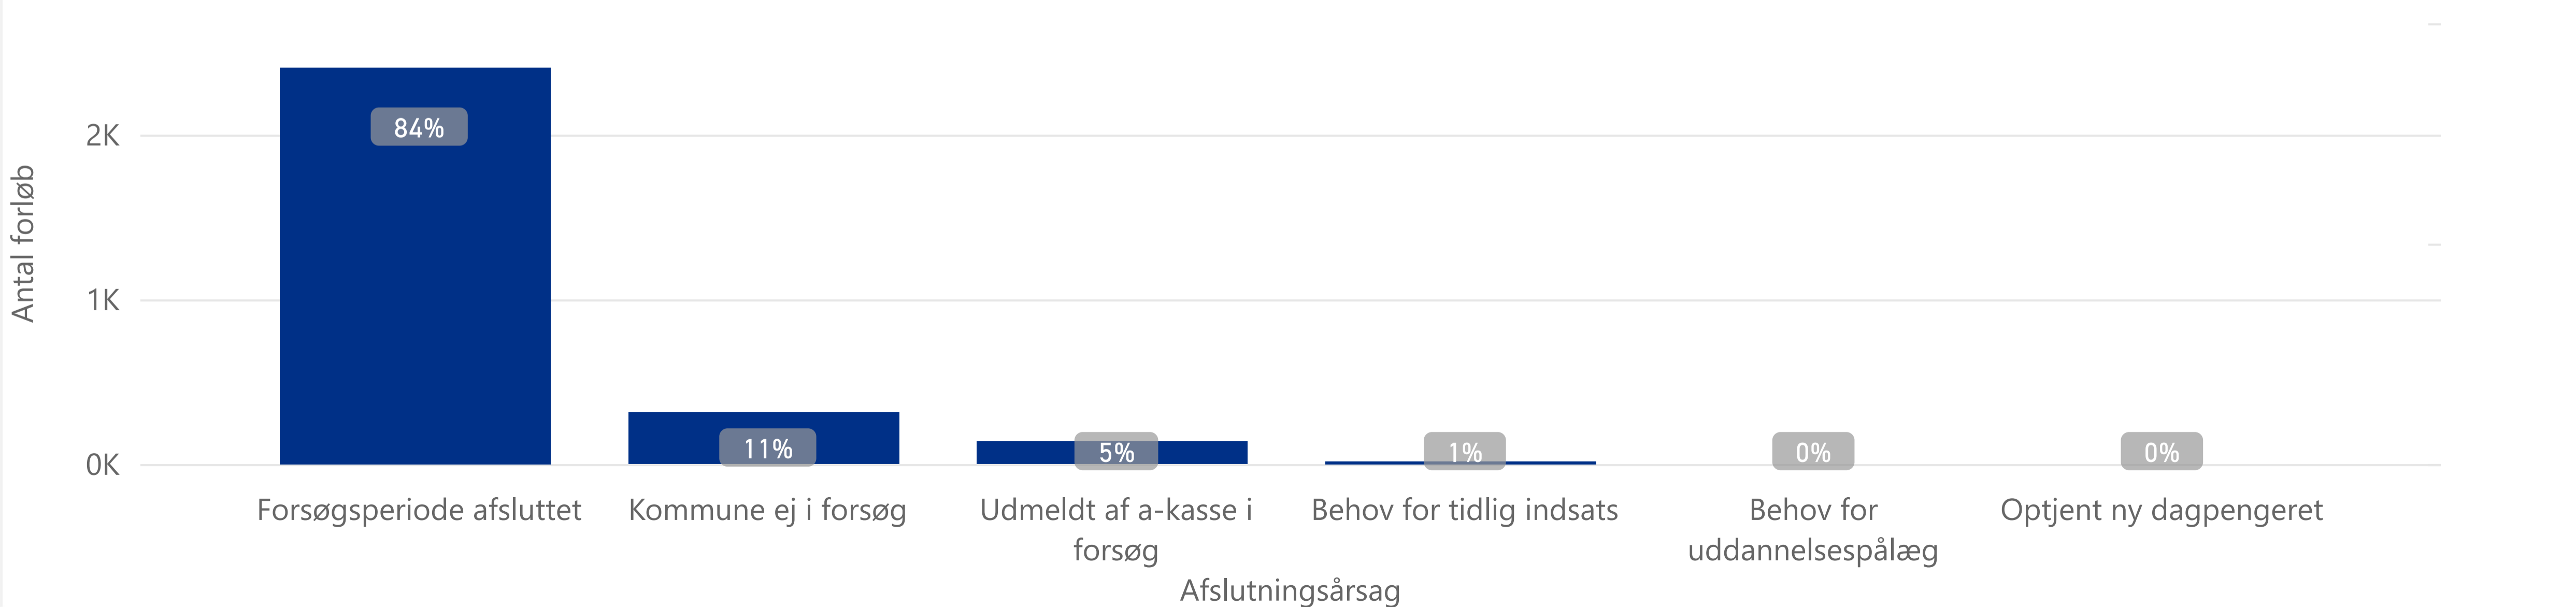 Antal forløb
2K
1K
0K
84%
11%
5%
1%
0%
0%
Forsøgsperiode afsluttet
Kommune ej i forsøg
Udmeldt af a-kasse i
forsøg
Behov for tidlig indsats
Behov for
uddannelsespålæg
Optjent ny dagpengeret
Afslutningsårsag